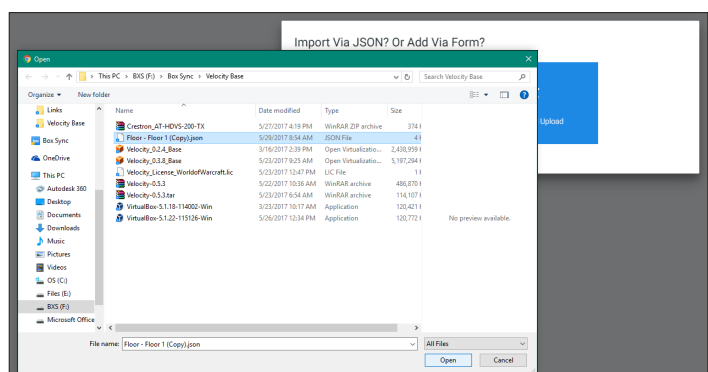 Import Via JSON? Or Add Via Form?
Open
This PC > BXS (F:) > Box Sync > Velocity Base
Search Velocity Base
Organize New folder
Name Date modified Type Size
Links
Velocity Base
Box Sync
OneDrive
This PC
Autodesk 360
Desktop
Documents
Downloads
Music
Pictures
Videos
OS (C:)
Files (E:)
BXS (F:)
Microsoft Office
Crestron_AT-HDVS-200-TX 5/27/2017 4:19 PM WinRAR ZIP archive 374
Floor - Floor 1 (Copy).json 5/29/2017 8:54 AM JSON File 4
Velocity_0.2.4_Base 3/16/2017 2:39 PM Open Virtualizatio... 2,438,959
Velocity_0.3.8_Base 5/23/2017 9:25 AM Open Virtualizatio... 5,197,294
Velocity_License_WorldofWarcraft.lic 5/23/2017 12:47 PM LIC File 1
Velocity-0.5.3 5/22/2017 10:36 AM WinRAR archive 486,870
Velocity-0.5.3.tar 5/23/2017 6:54 AM WinRAR archive 114,107
VirtualBox-5.1.18-114002-Win 3/23/2017 10:17 AM Application 120,421
VirtualBox-5.1.22-115126-Win 5/26/2017 12:34 PM Application 120,772
No preview available.
Upload
File name: Floor - Floor 1 (Copy).json
All Files
Open Cancel